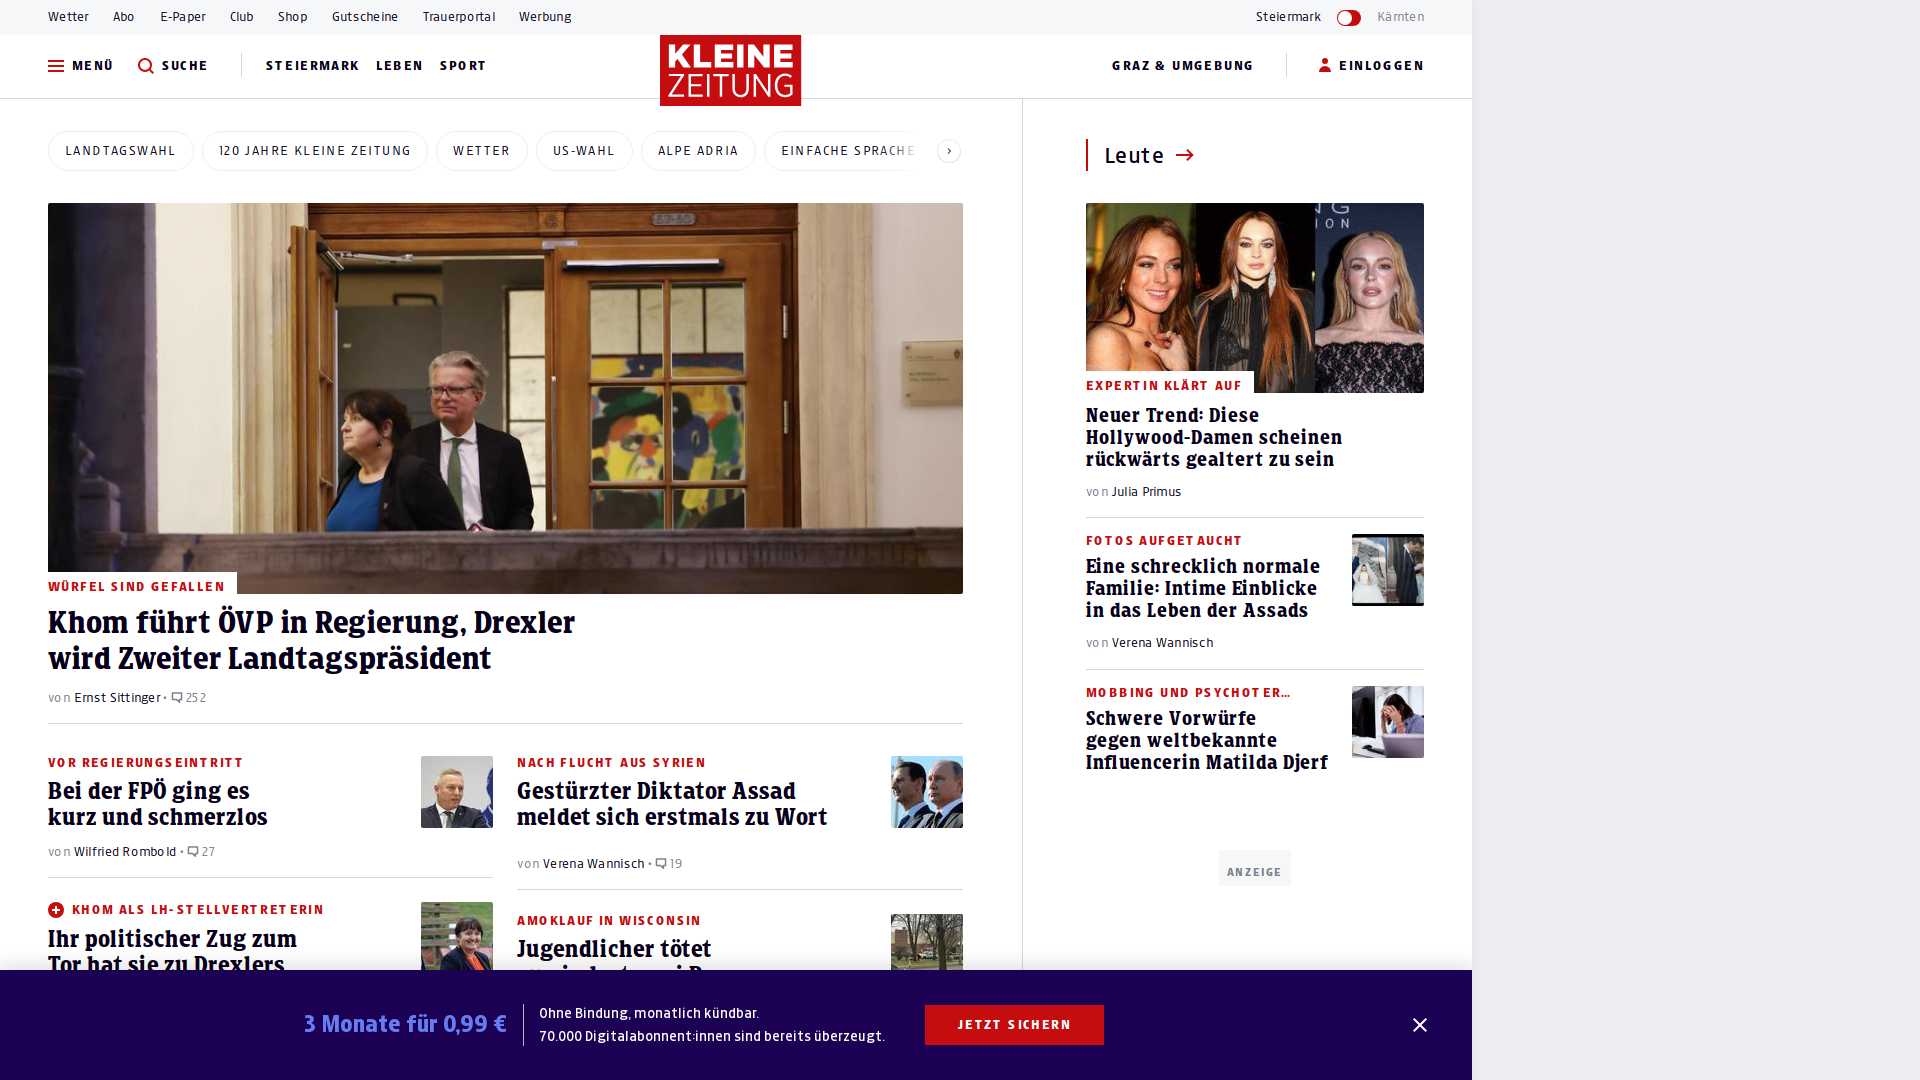 Wetter Abo E-Paper Club Shop Gutscheine Trauerportal Werbung Steiermark Kärnten
MENÜ SUCHE STEIERMARK LEBEN SPORT KLEINE ZEITUNG GRAZ & UMGEBUNG EINLOGGEN
LANDTAGSWAHL 120 JAHRE KLEINE ZEITUNG WETTER US-WAHL ALPE ADRIA EINFACHE SPRACHE
WÜRFEL SIND GEFALLEN
Khom führt ÖVP in Regierung, Drexler
wird Zweiter Landtagspräsident
von Ernst Sittinger • 252
VOR REGIERUNGSEINTRITT
Bei der FPÖ ging es
kurz und schmerzlos
von Wilfried Rombold • 27
KHOM ALS LH-STELLVERTRETERIN
Ihr politischer Zug zum
Tor hat sie zu Drexlers
NACH FLUCHT AUS SYRIEN
Gestürzter Diktator Assad
meldet sich erstmals zu Wort
von Verena Wannisch • 19
AMOKLAUF IN WISCONSIN
Jugendlicher tötet
Leute
EXPERTIN KLÄRT AUF
Neuer Trend: Diese
Hollywood-Damen scheinen
rückwärts gealtert zu sein
von Julia Primus
FOTOS AUFGETAUCHT
Eine schrecklich normale
Familie: Intime Einblicke
in das Leben der Assads
von Verena Wannisch
MOBBING UND PSYCHOTER…
Schwere Vorwürfe
gegen weltbekannte
Influencerin Matilda Djerf
ANZEIGE
3 Monate für 0,99 €
Ohne Bindung, monatlich kündbar.
70.000 Digitalabonnent:innen sind bereits überzeugt.
JETZT SICHERN